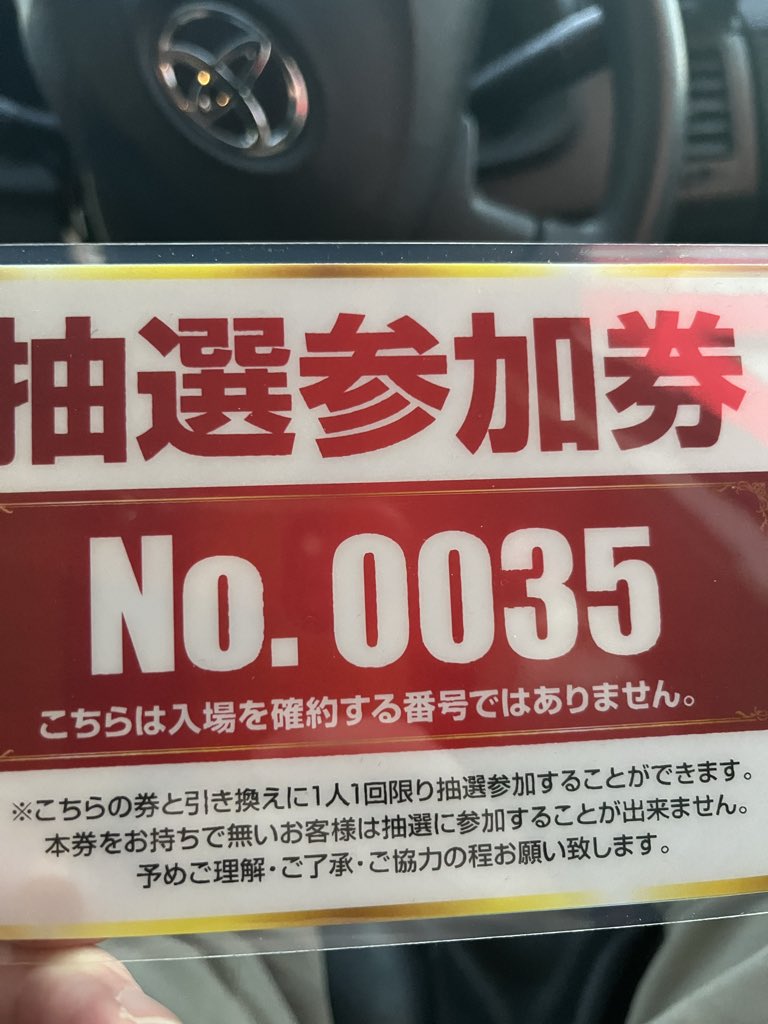 抽選参加券
No. 0035
こちらは入場を確約する番号ではありません。
※こちらの券と引き換えに1人1回限り抽選参加することができます。
本券をお持ちで無いお客様は抽選に参加することが出来ません。
予めご理解・ご了承・ご協力の程お願い致します。